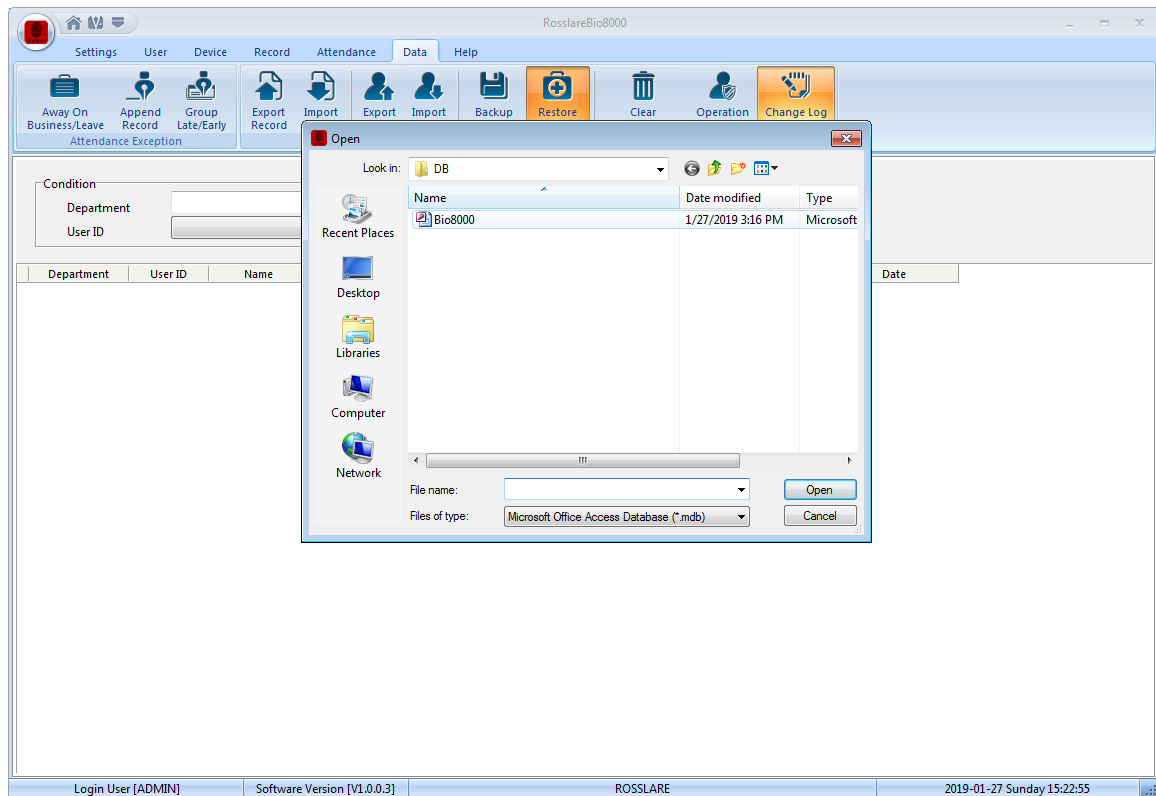 RosslareBio8000
Settings User Device Record Attendance Data Help
Away On Business/Leave
Append Record
Group Late/Early
Export Record
Import
Export
Import
Backup
Restore
Clear
Operation
Change Log
Attendance Exception
Open
Look in: DB
Condition
Department
User ID
Name Date modified Type
Bio8000 1/27/2019 3:16 PM Microsoft
Recent Places
Desktop
Libraries
Computer
Network
Department User ID Name Date
File name: Open
Files of type: Microsoft Office Access Database (*.mdb) Cancel
Login User [ADMIN] Software Version [V1.0.0.3] ROSSLARE 2019-01-27 Sunday 15:22:55